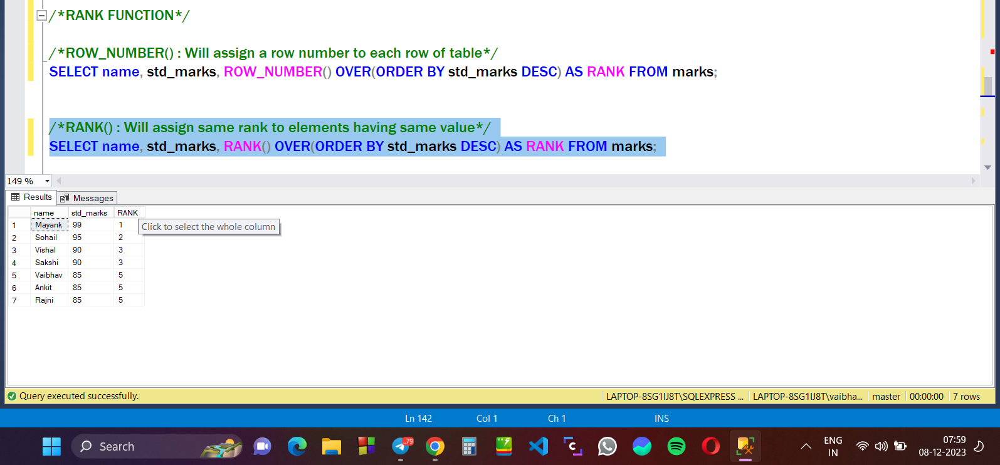 /*RANK FUNCTION*/
/*ROW_NUMBER() : Will assign a row number to each row of table*/
SELECT name, std_marks, ROW_NUMBER() OVER(ORDER BY std_marks DESC) AS RANK FROM marks;
/*RANK() : Will assign same rank to elements having same value*/
SELECT name, std_marks, RANK() OVER(ORDER BY std_marks DESC) AS RANK FROM marks;
149 %
Results Messages
name std_marks RANK
1 Mayank 99 1
Click to select the whole column
2 Sohail 95 2
3 Vishal 90 3
4 Sakshi 90 3
5 Vaibhav 85 5
6 Ankit 85 5
7 Rajni 85 5
Query executed successfully. LAPTOP-8SG1IJ8T\SQLEXPRESS ... LAPTOP-8SG1IJ8T\vaibha... master 00:00:00 7 rows
Ln 142 Col 1 Ch 1 INS
Search ..79 ENG 07:59
IN 08-12-2023